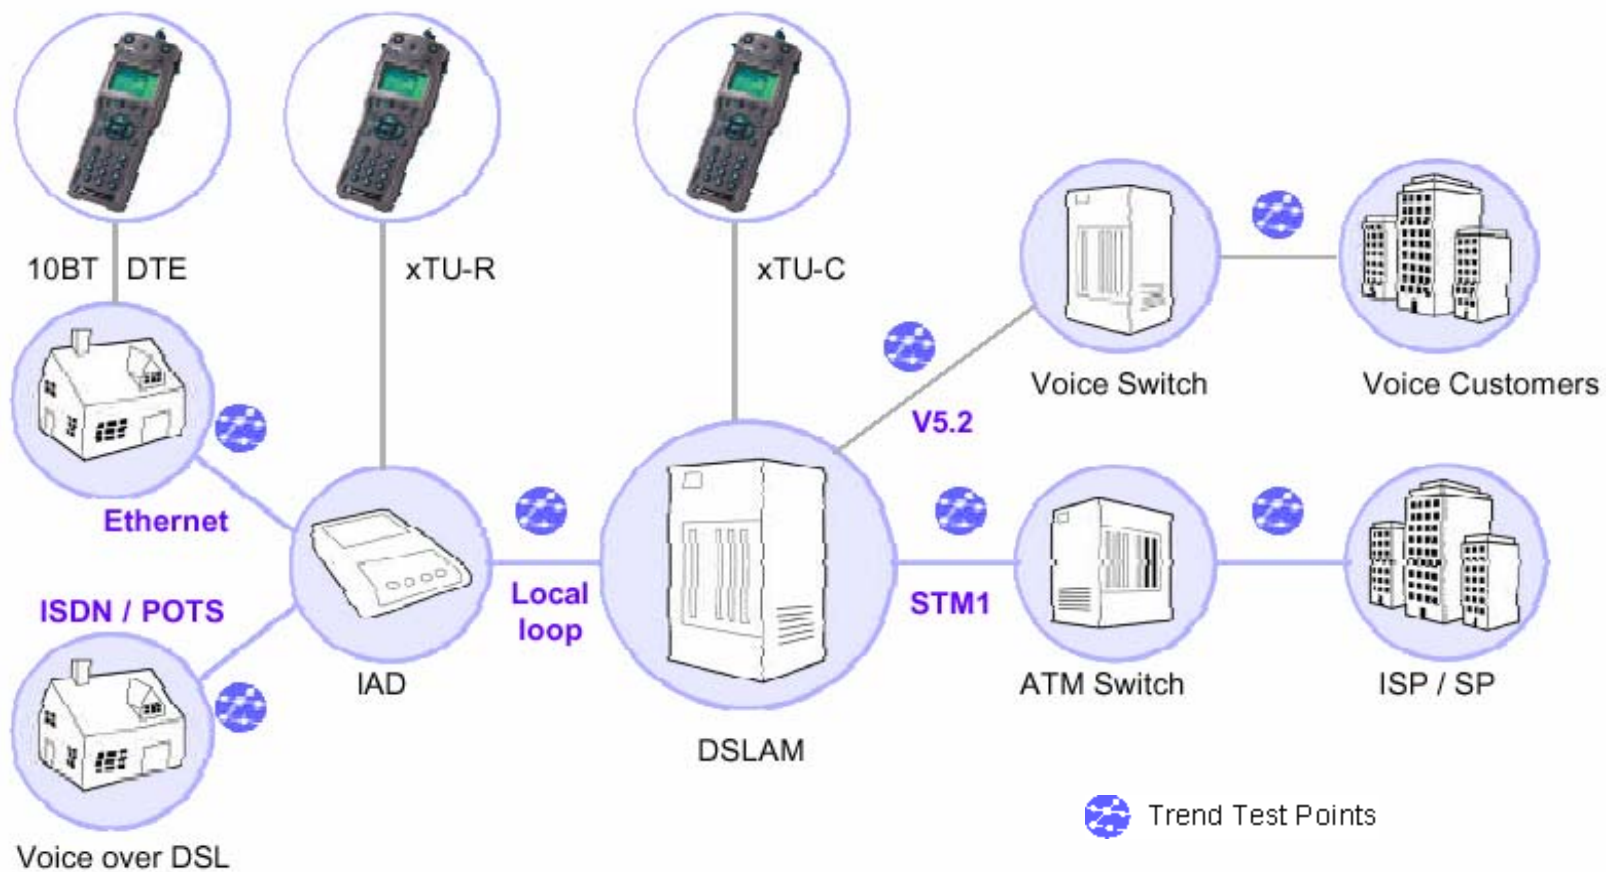 10BT DTE
xTU-R
xTU-C
Voice Switch
Voice Customers
V5.2
Ethernet
ISDN / POTS
Local
loop
STM1
IAD
ATM Switch
ISP / SP
DSLAM
Trend Test Points
Voice over DSL